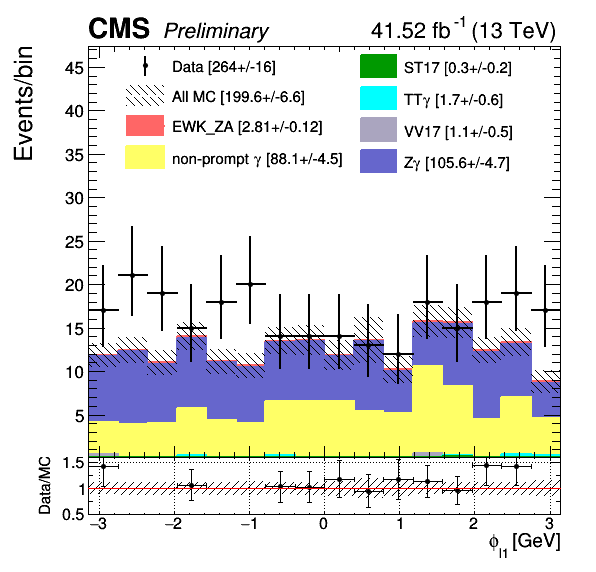 CMS Preliminary 41.52 fb⁻¹ (13 TeV)
Events/bin
45
40
35
30
25
20
15
10
5
Data [264+/-16]
All MC [199.6+/-6.6]
EWK_ZA [2.81+/-0.12]
non-prompt γ [88.1+/-4.5]
ST17 [0.3+/-0.2]
TTγ [1.7+/-0.6]
VV17 [1.1+/-0.5]
Zγ [105.6+/-4.7]
Data/MC
1.5
1
0.5
−3 −2 −1 0 1 2 3
ϕ_l1 [GeV]